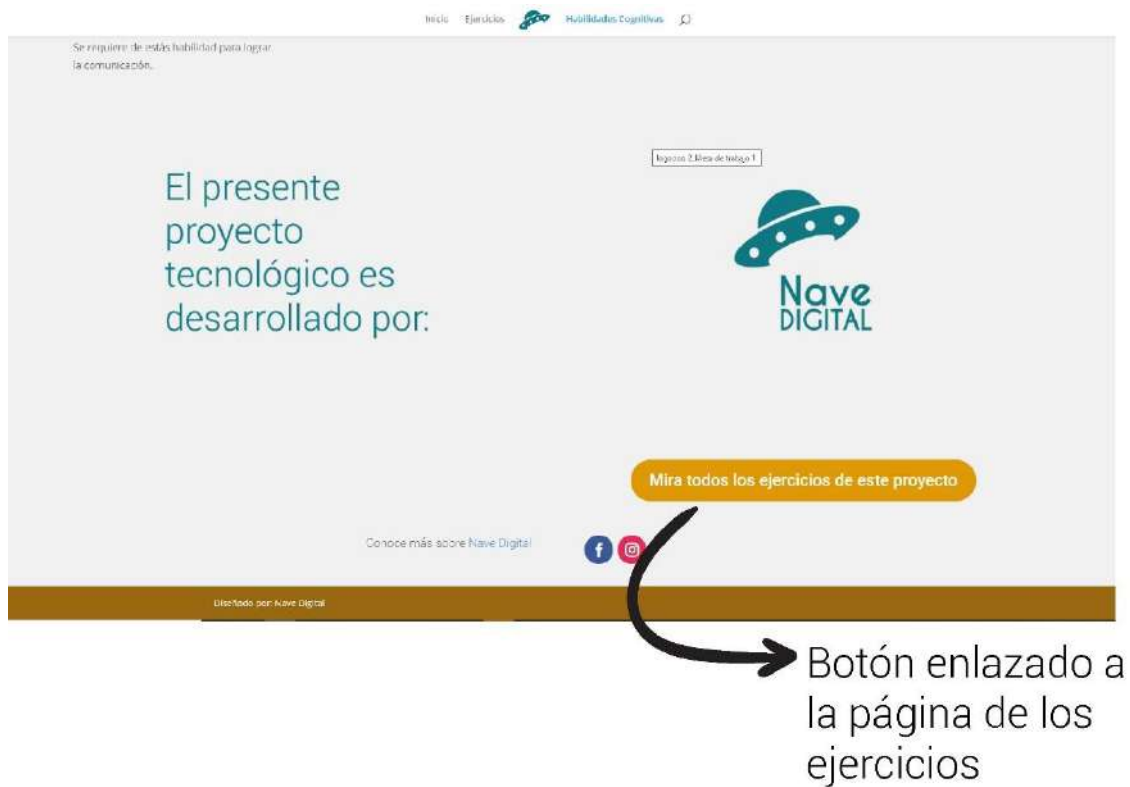 Inicio Ejercicios Habilidades Cognitivas
Se requiere de estás habilidad para lograr
la comunicación.
El presente
proyecto
tecnológico es
desarrollado por:
2 Mesa de trabajo 1
Nave
DIGITAL
Mira todos los ejercicios de este proyecto
Conoce más sobre Nave Digital
Diseñado por: Nave Digital
Botón enlazado a
la página de los
ejercicios